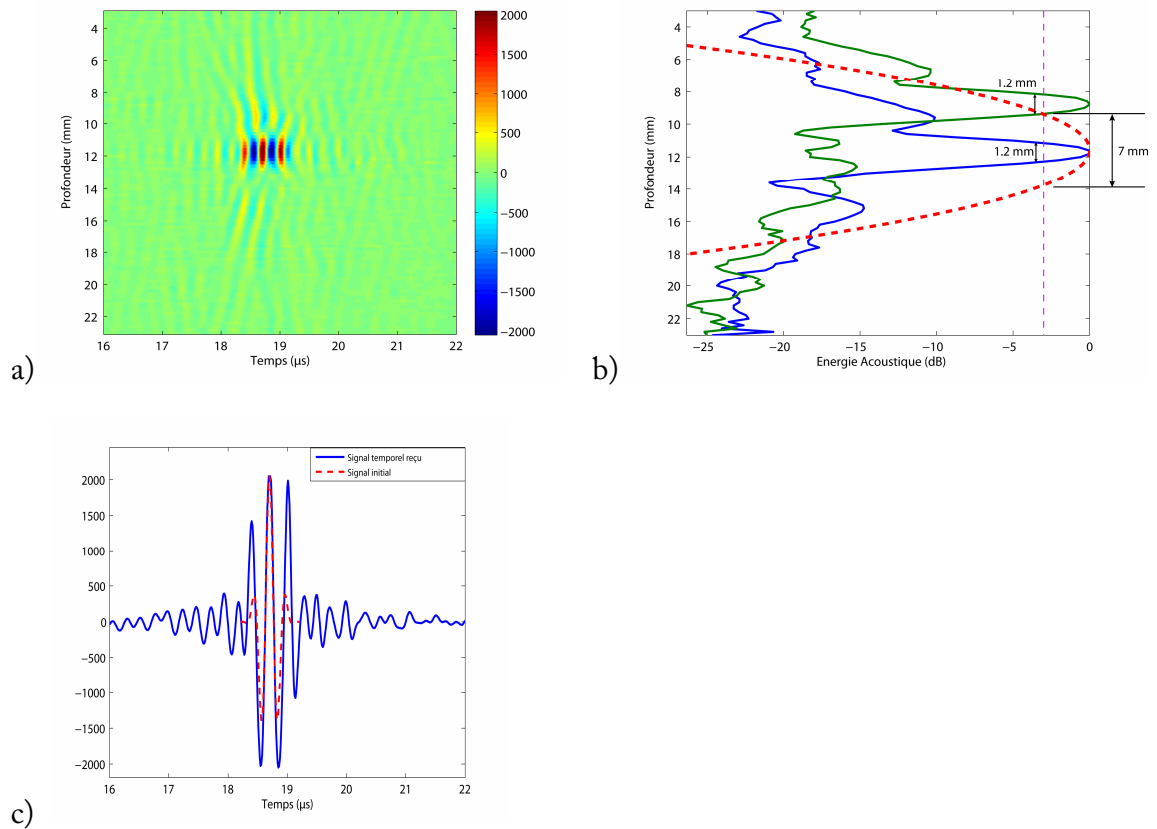 4
6
8
10
12
14
16
18
20
22
Profondeur (mm)
16 17 18 19 20 21 22
Temps (µs)
2000
1500
1000
500
0
−500
−1000
−1500
−2000
a)
4
6
8
10
12
14
16
18
20
22
Profondeur (mm)
−25 −20 −15 −10 −5 0
Energie Acoustique (dB)
1.2 mm
1.2 mm
7 mm
b)
Signal temporel reçu
Signal initial
2000
1500
1000
500
0
−500
−1000
−1500
−2000
16 17 18 19 20 21 22
Temps (µs)
c)